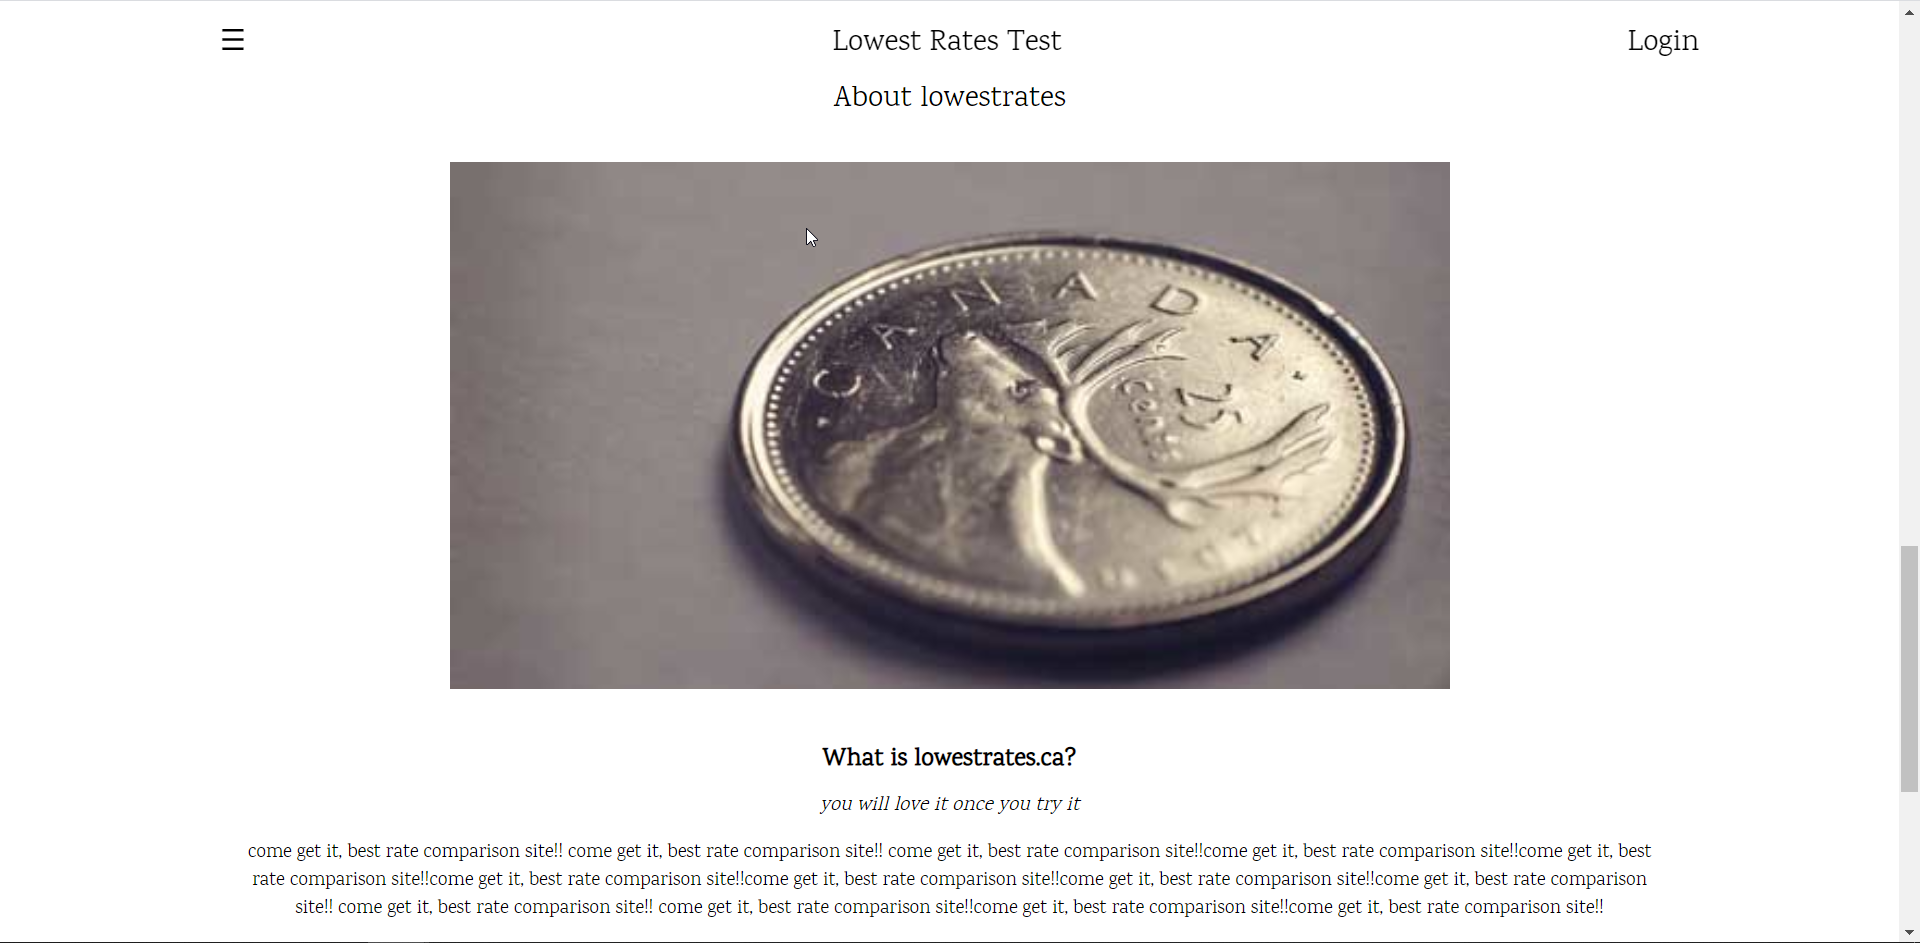 ☰ Lowest Rates Test Login
About lowestrates
CANADA
25
cents
What is lowestrates.ca?
you will love it once you try it
come get it, best rate comparison site!! come get it, best rate comparison site!! come get it, best rate comparison site!!come get it, best rate comparison site!!come get it, best
rate comparison site!!come get it, best rate comparison site!!come get it, best rate comparison site!!come get it, best rate comparison site!!come get it, best rate comparison
site!! come get it, best rate comparison site!! come get it, best rate comparison site!!come get it, best rate comparison site!!come get it, best rate comparison site!!